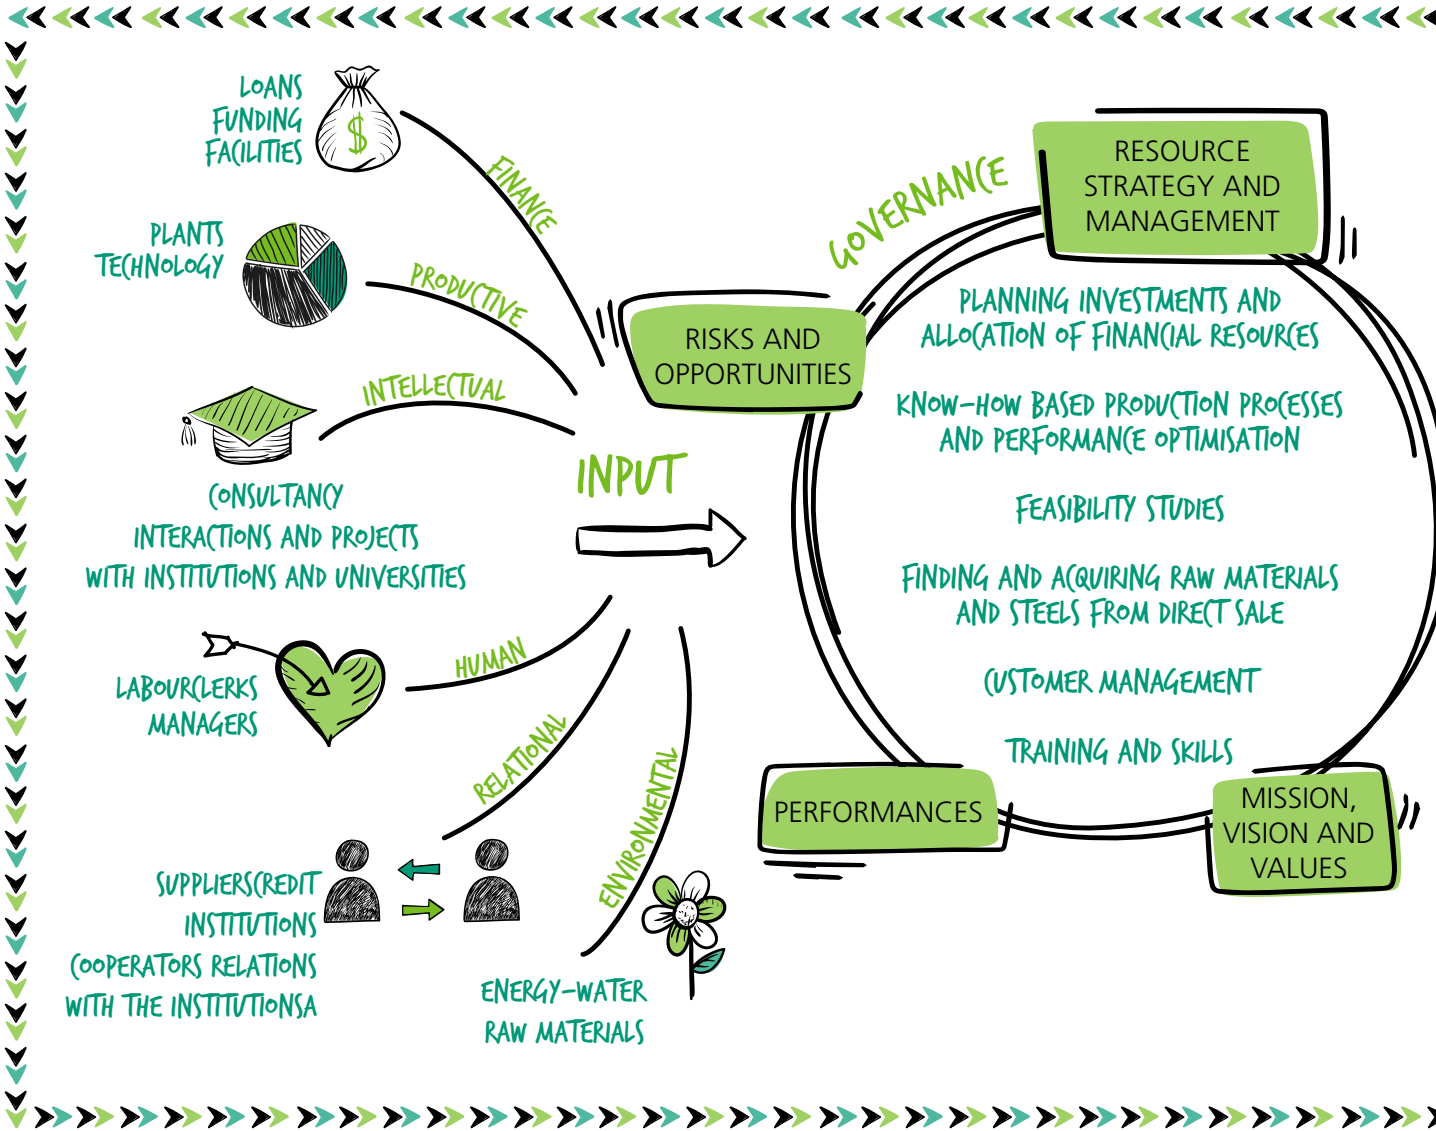 LOANS
FUNDING
FACILITIES
$
FINANCE
PLANTS
TECHNOLOGY
PRODUCTIVE
INTELLECTUAL
CONSULTANCY
INTERACTIONS AND PROJECTS
WITH INSTITUTIONS AND UNIVERSITIES
INPUT
HUMAN
LABOURCLERKS
MANAGERS
RELATIONAL
SUPPLIERSCREDIT
INSTITUTIONS
COOPERATORS RELATIONS
WITH THE INSTITUTIONSA
ENVIRONMENTAL
ENERGY-WATER
RAW MATERIALS
GOVERNANCE
RISKS AND
OPPORTUNITIES
RESOURCE
STRATEGY AND
MANAGEMENT
PLANNING INVESTMENTS AND
ALLOCATION OF FINANCIAL RESOURCES
KNOW-HOW BASED PRODUCTION PROCESSES
AND PERFORMANCE OPTIMISATION
FEASIBILITY STUDIES
FINDING AND ACQUIRING RAW MATERIALS
AND STEELS FROM DIRECT SALE
CUSTOMER MANAGEMENT
TRAINING AND SKILLS
PERFORMANCES
MISSION,
VISION AND
VALUES